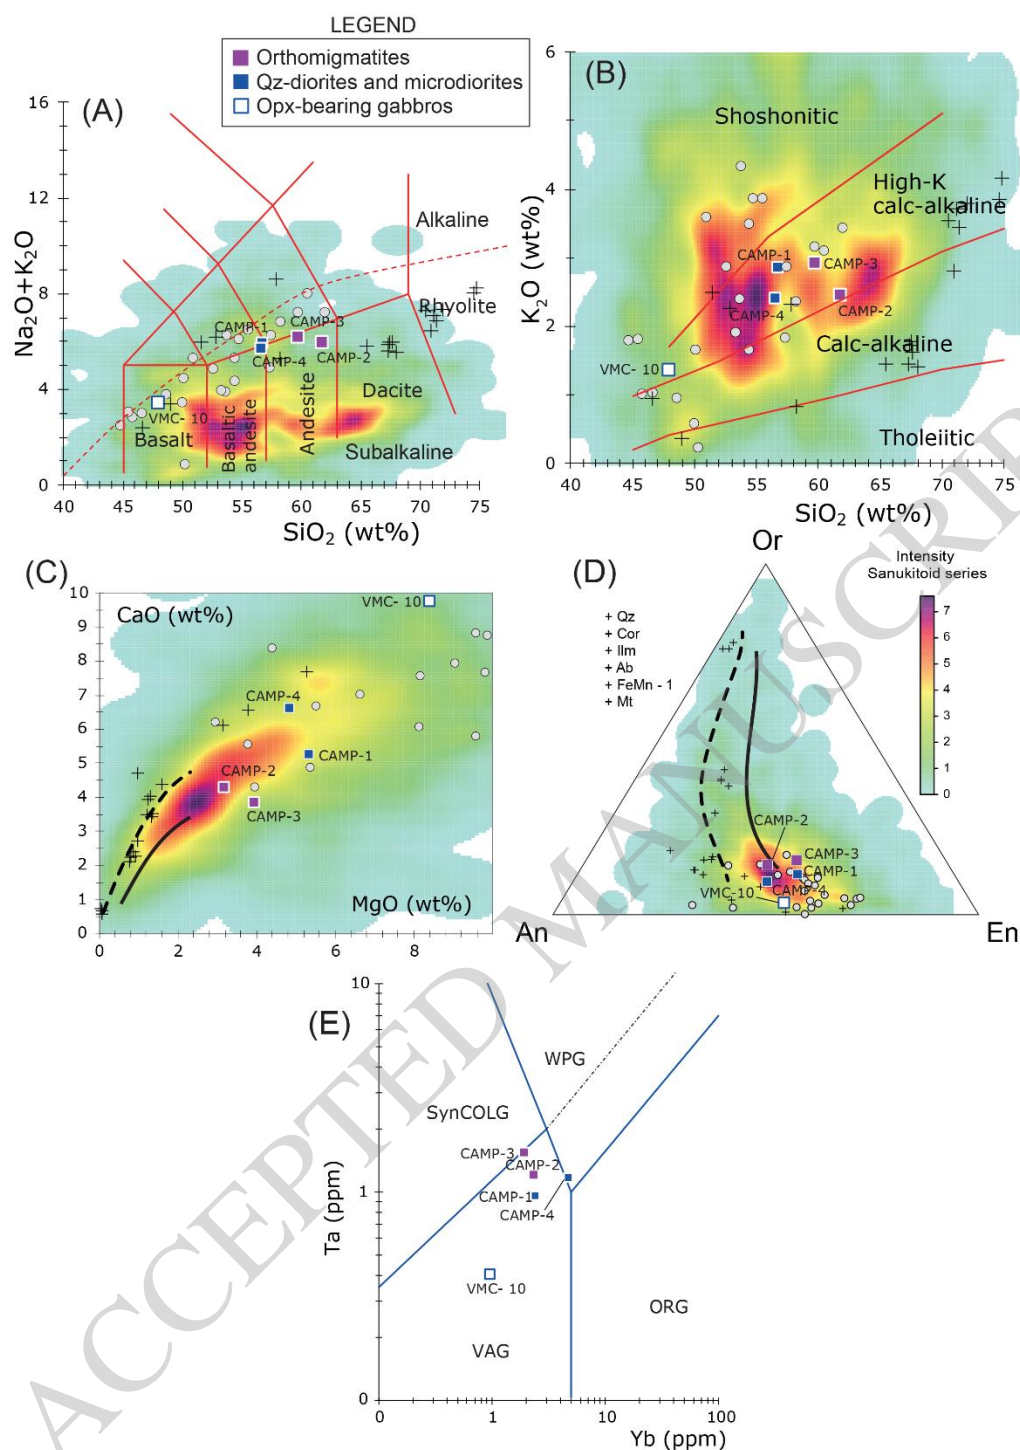 LEGEND
Orthomigmatites
Qz-diorites and microdiorites
Opx-bearing gabbros
(A)
Na2O+K2O
16
12
8
4
0
Alkaline
Rhyolite
CAMP-1
CAMP-3
CAMP-4
CAMP-2
VMC- 10
Basalt
Basaltic
andesite
Andesite
Dacite
Subalkaline
40 45 50 55 60 65 70 75
SiO2 (wt%)
(B)
K2O (wt%)
6
4
2
0
Shoshonitic
High-K
calc-alkaline
CAMP-1
CAMP-3
CAMP-4
CAMP-2
Calc-alkaline
VMC- 10
Tholeiitic
40 45 50 55 60 65 70 75
SiO2 (wt%)
(C)
CaO (wt%)
10
9
8
7
6
5
4
3
2
1
0
VMC- 10
CAMP-4
CAMP-1
CAMP-2
CAMP-3
MgO (wt%)
0 2 4 6 8
(D)
Or
Intensity
Sanukitoid series
7
6
5
4
3
2
1
0
+ Qz
+ Cor
+ Ilm
+ Ab
+ FeMn - 1
+ Mt
CAMP-2
CAMP-3
CAMP-1
CAMP-4
VMC-10
An
En
(E)
Ta (ppm)
10
1
0
WPG
SynCOLG
CAMP-3
CAMP-2
CAMP-1
CAMP-4
VMC- 10
ORG
VAG
0 1 10 100
Yb (ppm)
ACCEPTED MANUSCRIP